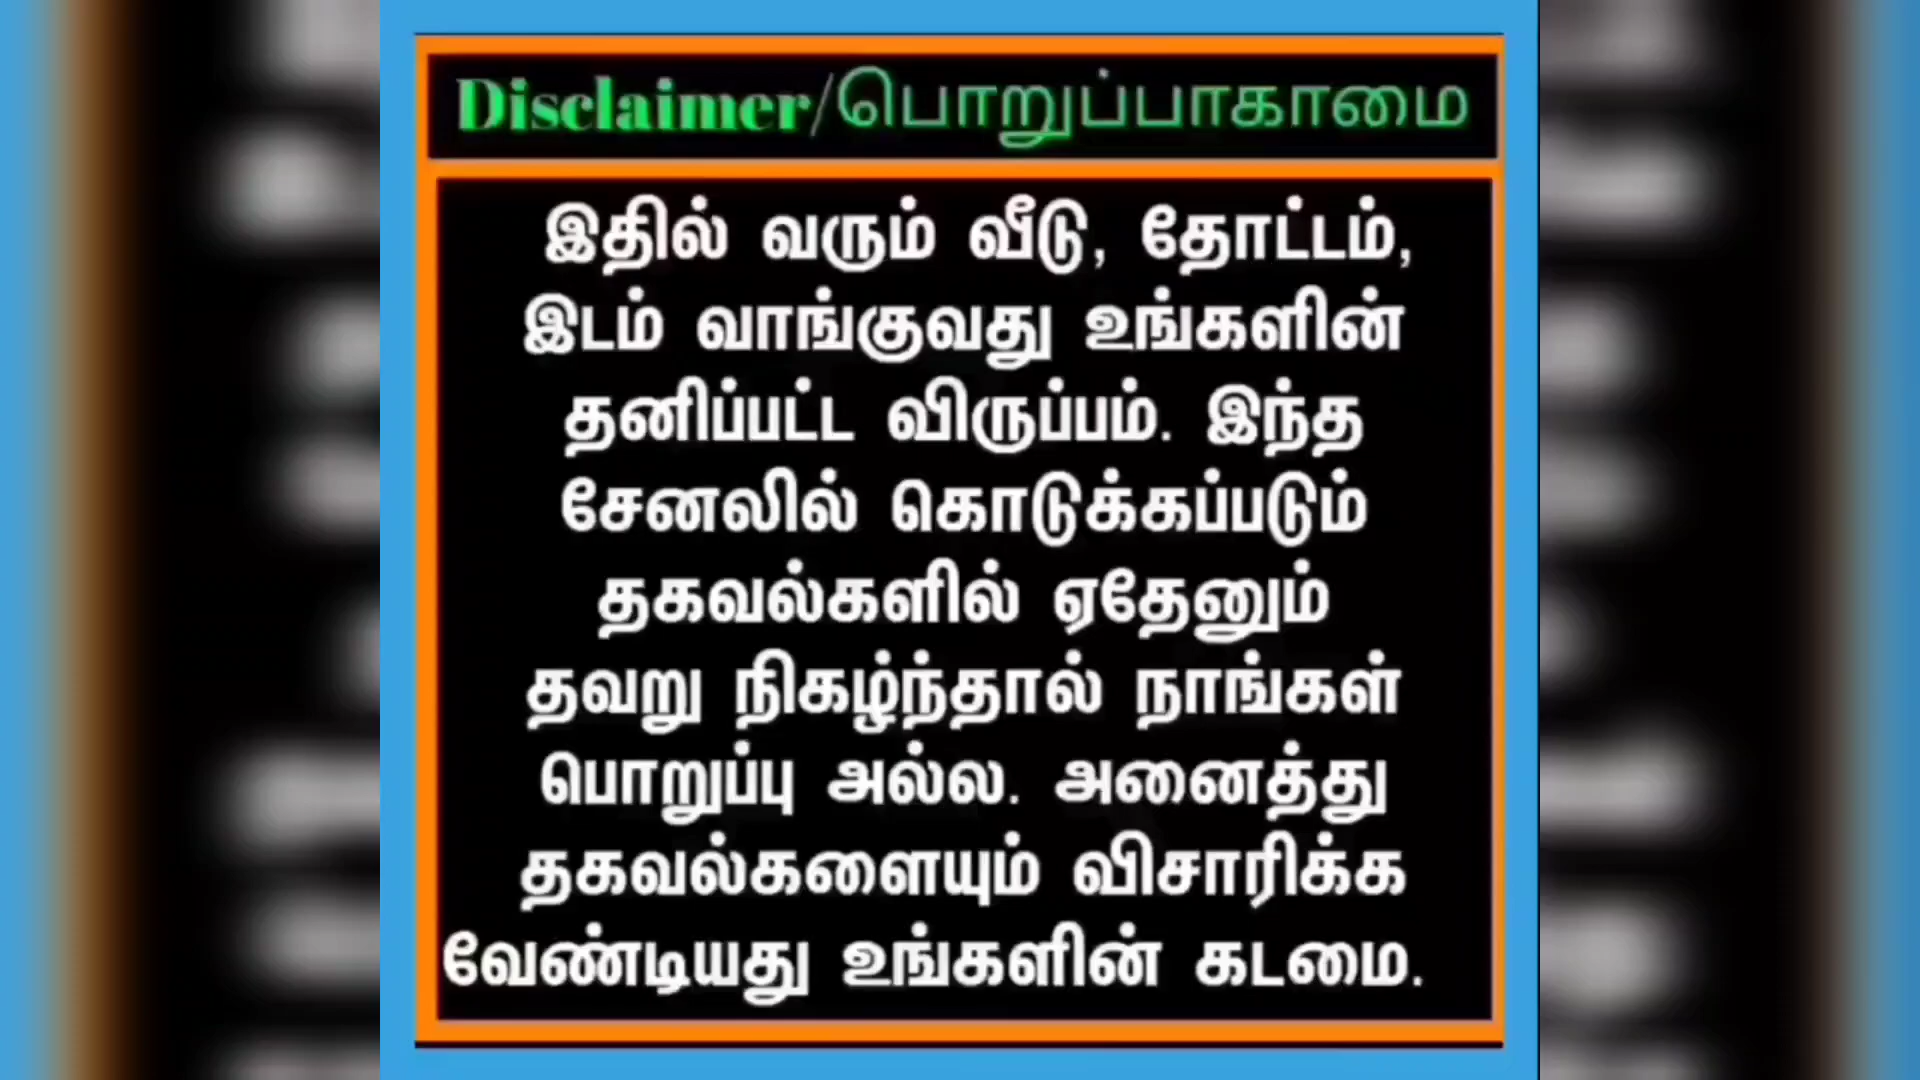 Disclaimer/பொறுப்பாகாமை
இதில் வரும் வீடு, தோட்டம்,
இடம் வாங்குவது உங்களின்
தனிப்பட்ட விருப்பம். இந்த
சேனலில் கொடுக்கப்படும்
தகவல்களில் ஏதேனும்
தவறு நிகழ்ந்தால் நாங்கள்
பொறுப்பு அல்ல. அனைத்து
தகவல்களையும் விசாரிக்க
வேண்டியது உங்களின் கடமை.